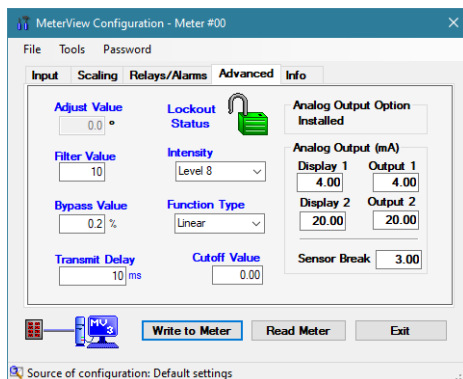 MeterView Configuration - Meter #00
File Tools Password
Input Scaling Relays/Alarms Advanced Info
Adjust Value
0.0 °
Lockout
Status
Analog Output Option
Installed
Filter Value
10
Intensity
Level 8
Analog Output (mA)
Display 1 Output 1
4.00 4.00
Display 2 Output 2
20.00 20.00
Bypass Value
0.2 %
Function Type
Linear
Transmit Delay
10 ms
Cutoff Value
0.00
Sensor Break 3.00
MV
3
Write to Meter Read Meter Exit
Source of configuration: Default settings